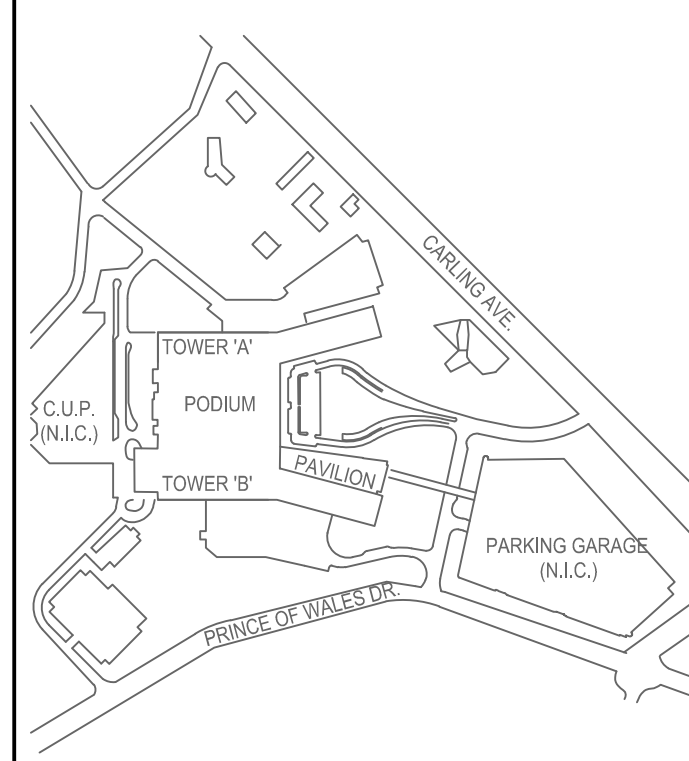 CARLING AVE.
TOWER 'A'
PODIUM
C.U.P.
(N.I.C.)
PAVILION
TOWER 'B'
PARKING GARAGE
(N.I.C.)
PRINCE OF WALES DR.